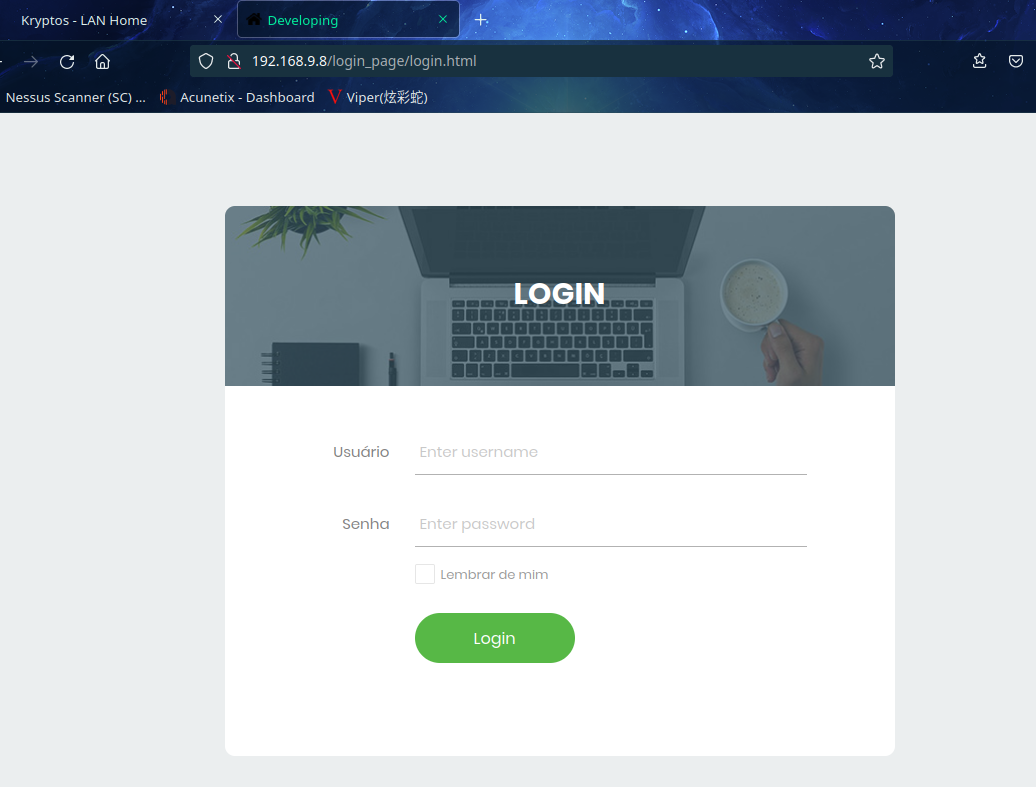 Kryptos - LAN Home
Developing
192.168.9.8/login_page/login.html
Nessus Scanner (SC) ...
Acunetix - Dashboard
Viper(炫彩蛇)
LOGIN
Usuário
Enter username
Senha
Enter password
Lembrar de mim
Login